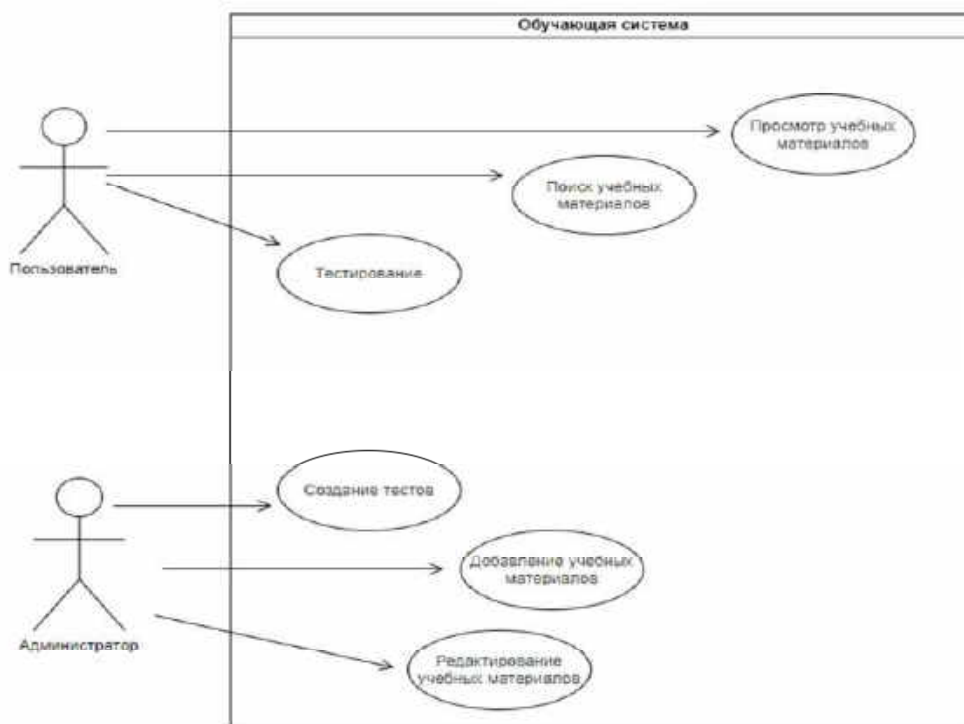 Обучающая система
Просмотр учебных
материалов
Поиск учебных
материалов
Тестирование
Пользователь
Создание тестов
Добавление учебных
материалов
Редактирование
учебных материалов
Администратор